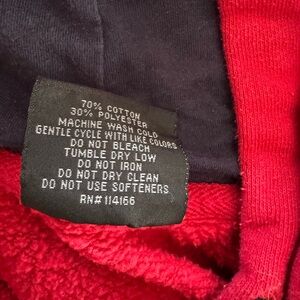 70% COTTON
30% POLYESTER
MACHINE WASH COLD
GENTLE CYCLE WITH LIKE COLORS
DO NOT BLEACH
TUMBLE DRY LOW
DO NOT IRON
DO NOT DRY CLEAN
DO NOT USE SOFTENERS
RN# 114166